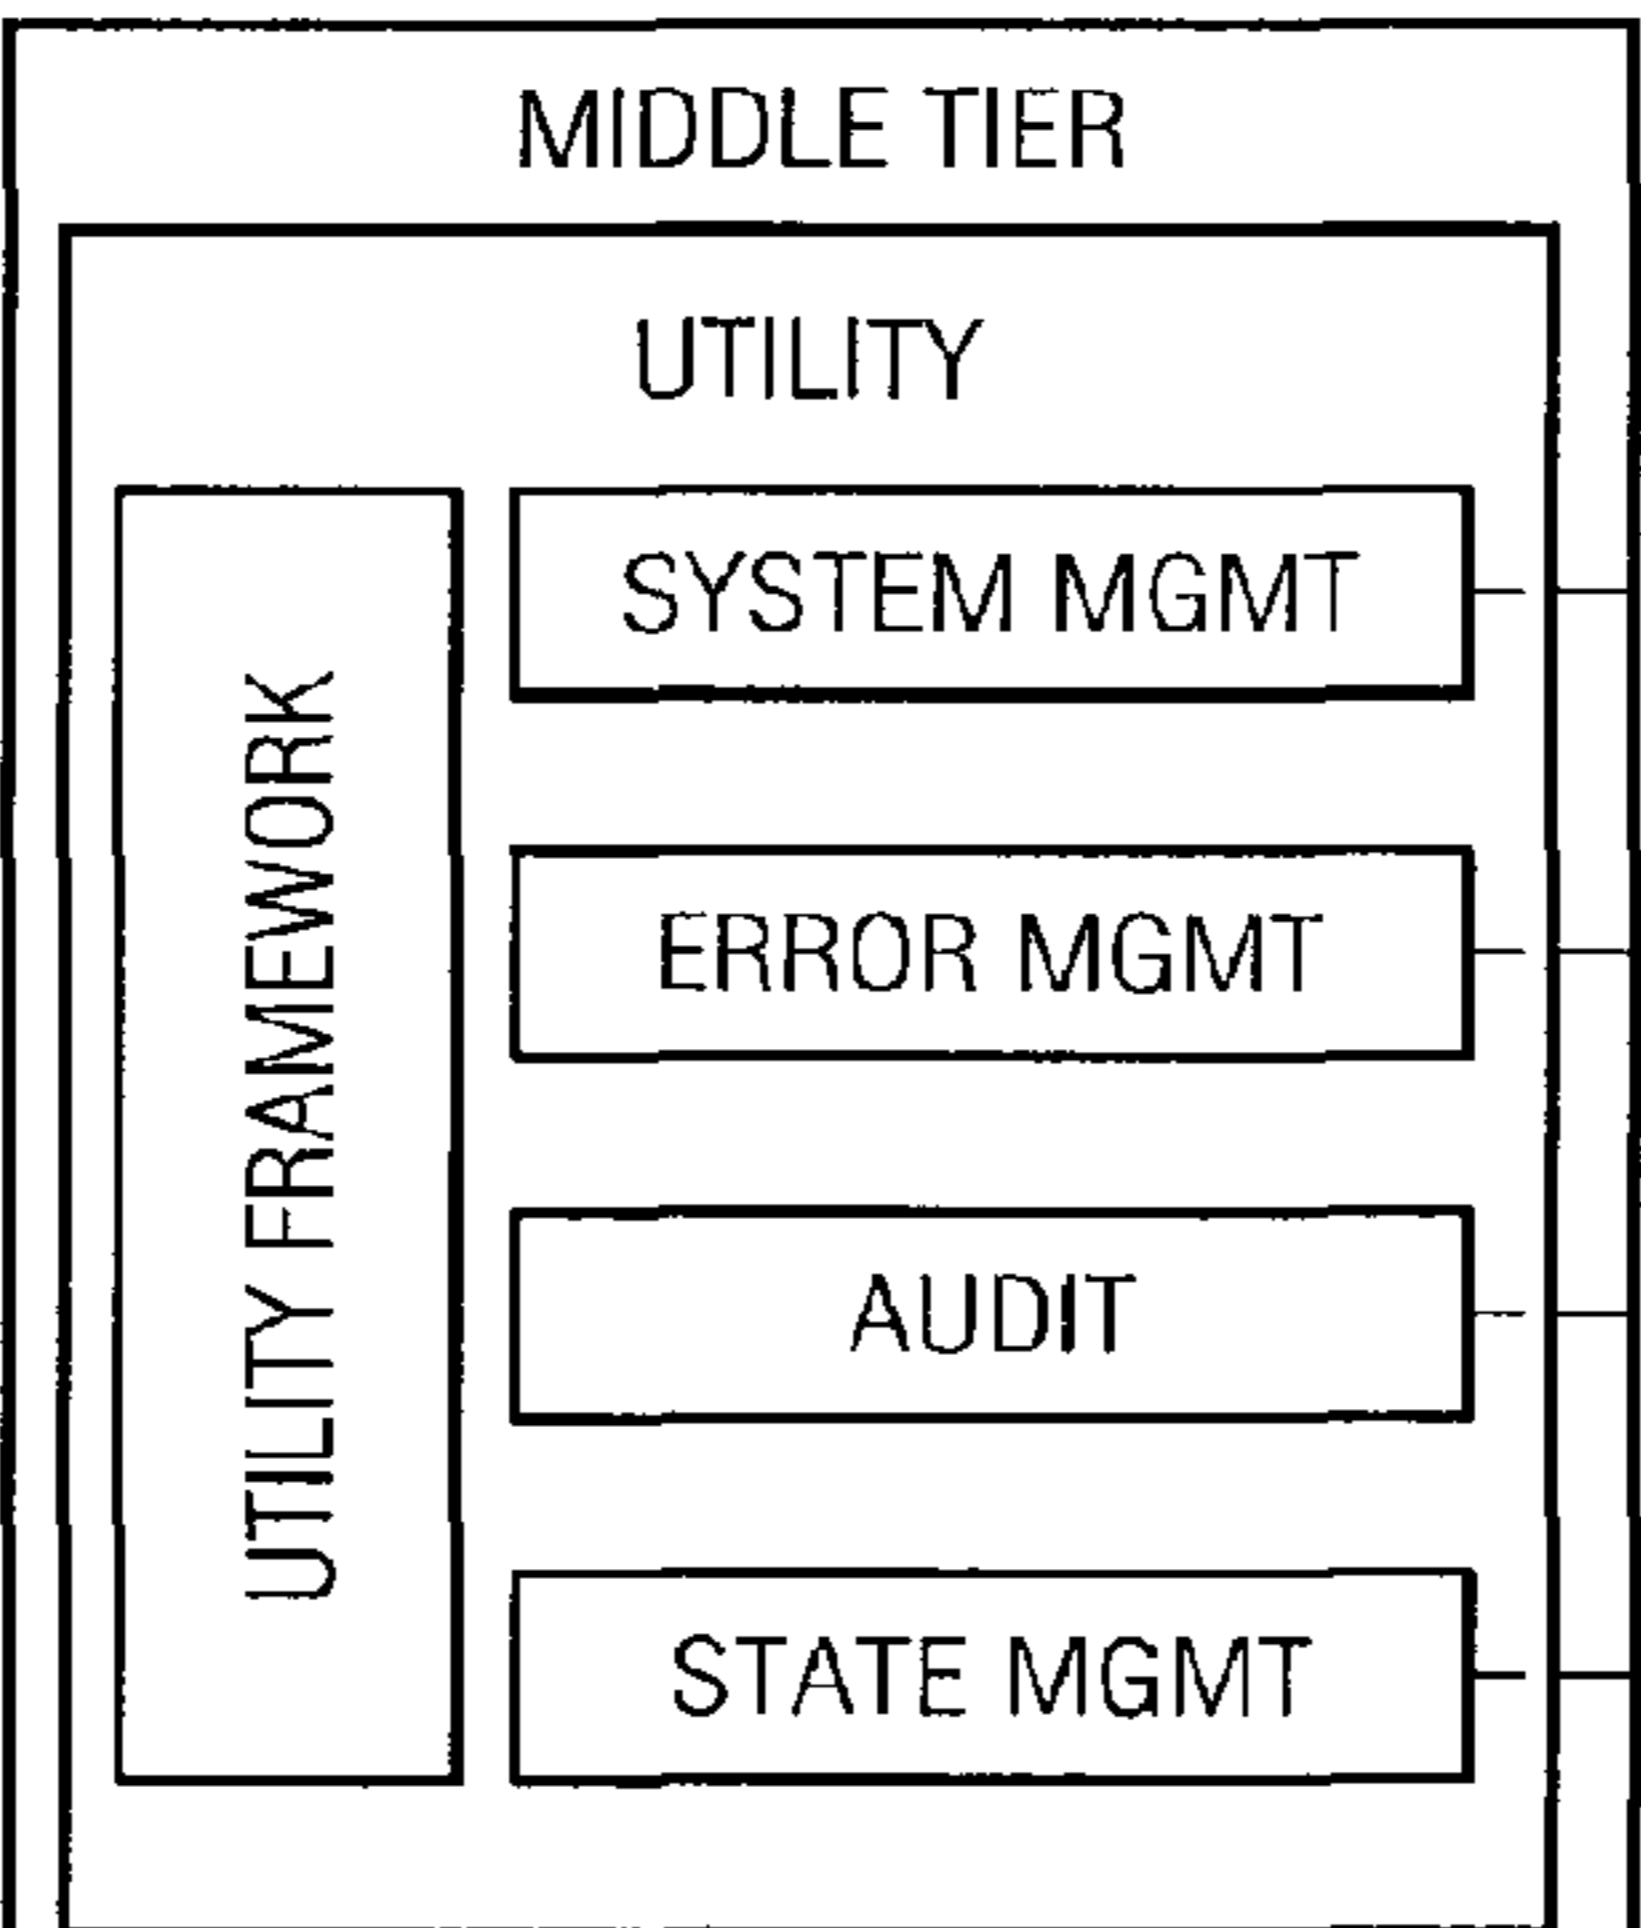 MIDDLE TIER
UTILITY
UTILITY FRAMEWORK
SYSTEM MGMT
ERROR MGMT
AUDIT
STATE MGMT